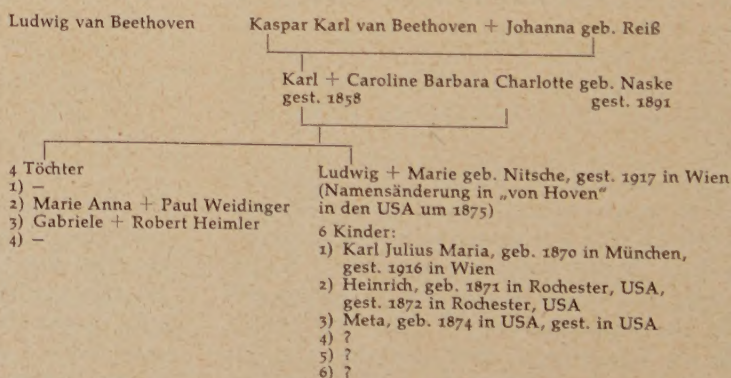 Ludwig van Beethoven Kaspar Karl van Beethoven + Johanna geb. Reiß
Karl + Caroline Barbara Charlotte geb. Naske
gest. 1858 gest. 1891
4 Töchter
1) —
2) Marie Anna + Paul Weidinger
3) Gabriele + Robert Heimler
4) —
Ludwig + Marie geb. Nitsche, gest. 1917 in Wien
(Namensänderung in „von Hoven“
in den USA um 1875)
6 Kinder:
1) Karl Julius Maria, geb. 1870 in München,
gest. 1916 in Wien
2) Heinrich, geb. 1871 in Rochester, USA,
gest. 1872 in Rochester, USA
3) Meta, geb. 1874 in USA, gest. in USA
4) ?
5) ?
6) ?